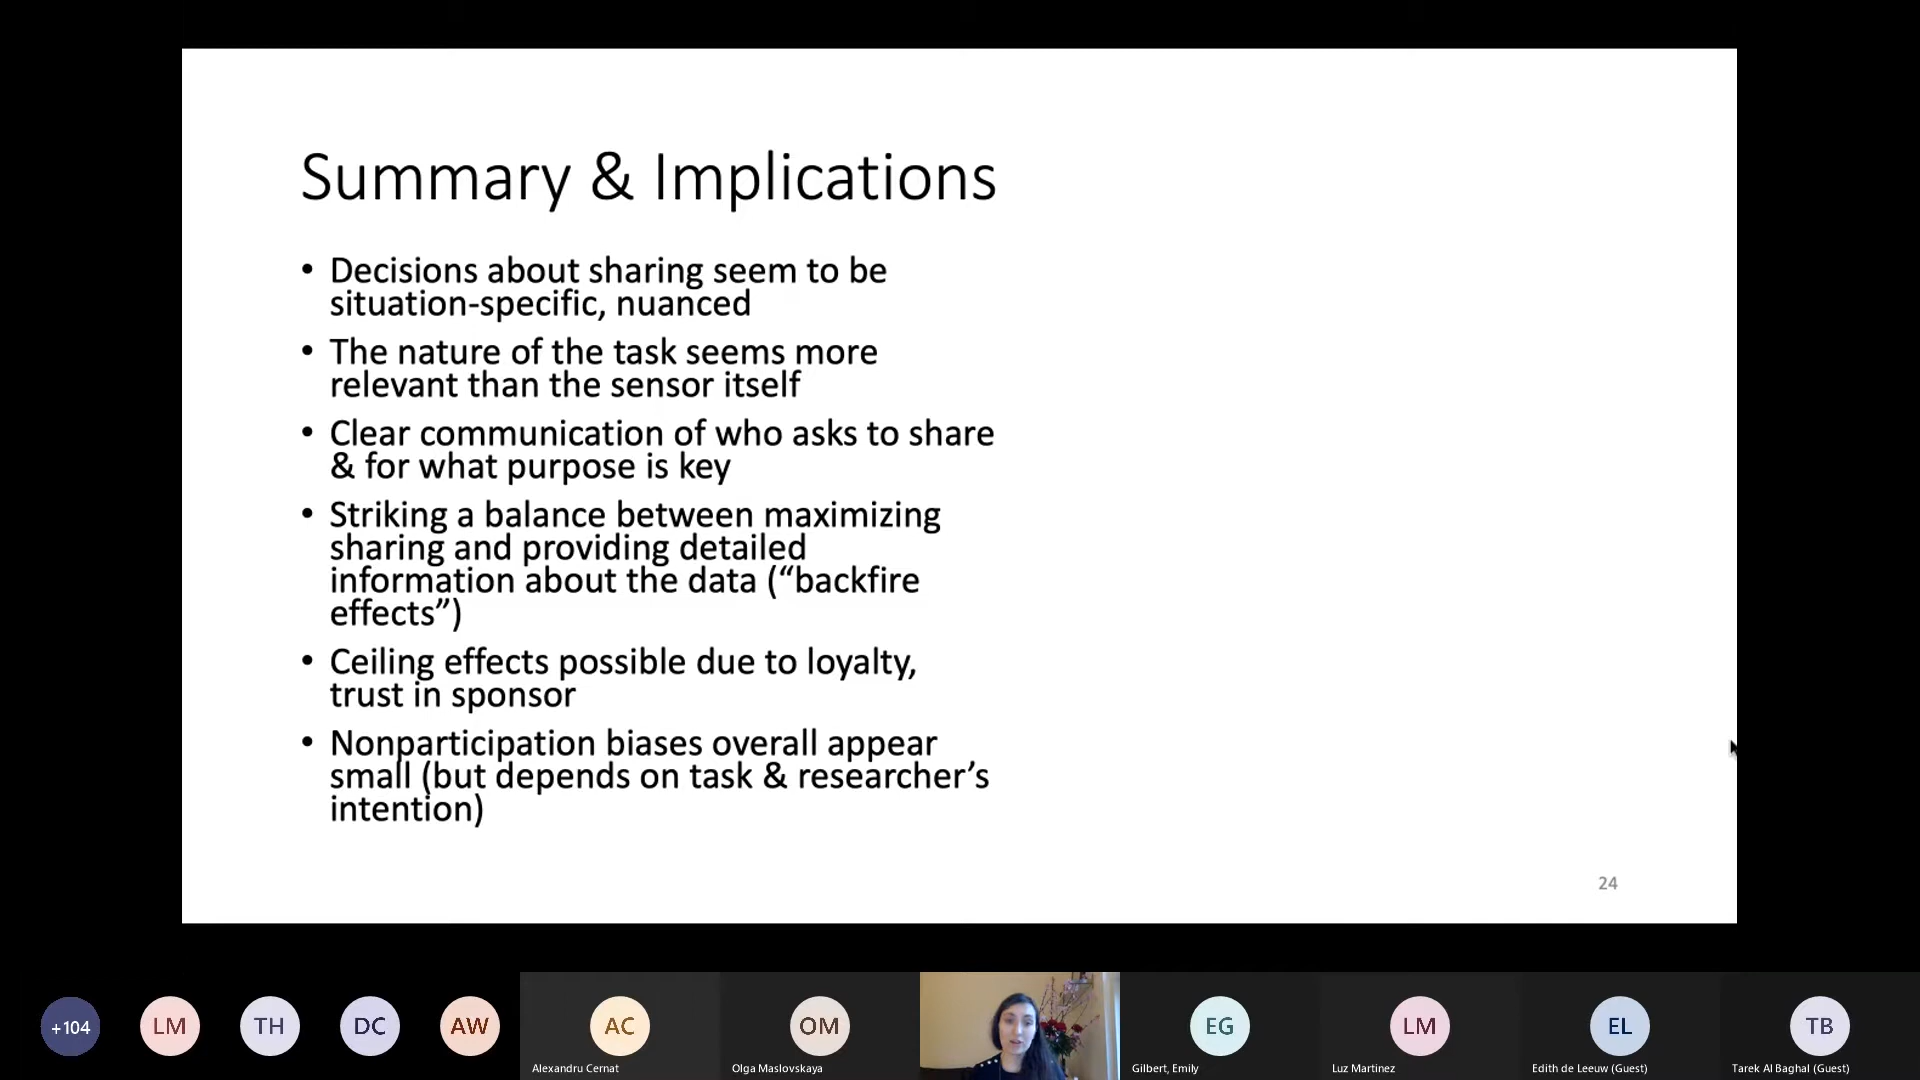 Summary & Implications
• Decisions about sharing seem to be
situation-specific, nuanced
• The nature of the task seems more
relevant than the sensor itself
• Clear communication of who asks to share
& for what purpose is key
• Striking a balance between maximizing
sharing and providing detailed
information about the data (“backfire
effects”)
• Ceiling effects possible due to loyalty,
trust in sponsor
• Nonparticipation biases overall appear
small (but depends on task & researcher’s
intention)
24
+104
LM
TH
DC
AW
AC
OM
EG
LM
EL
TB
Alexandru Cernat
Olga Maslovskaya
Gilbert, Emily
Luz Martinez
Edith de Leeuw (Guest)
Tarek Al Baghal (Guest)